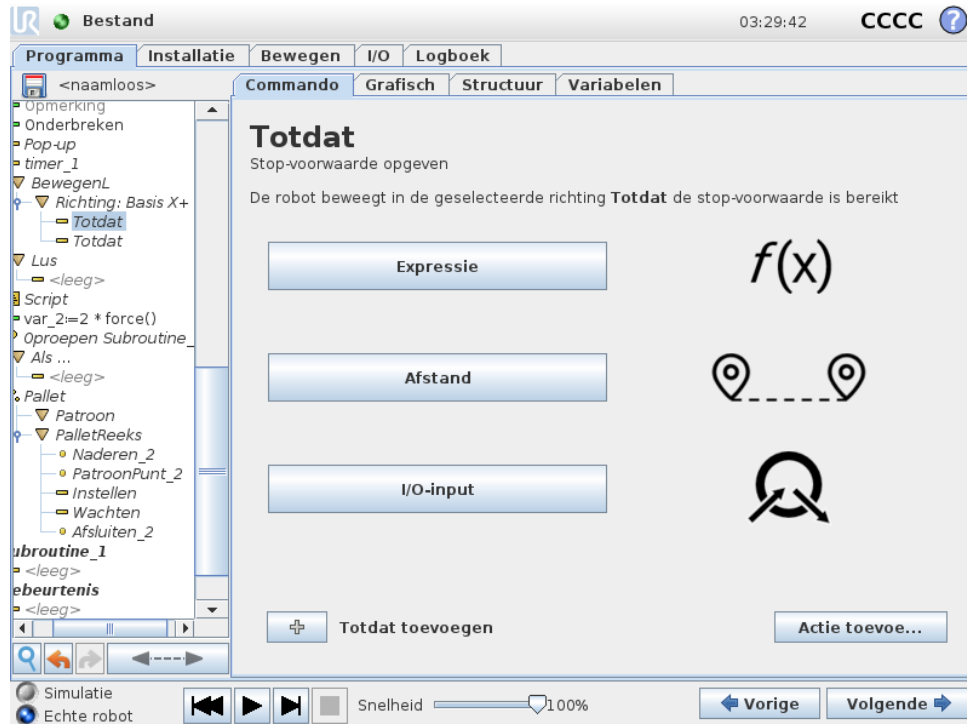 UR Bestand 03:29:42 CCCC ?
Programma Installatie Bewegen I/O Logboek
<naamloos>
Commando Grafisch Structuur Variabelen
Opmerking
Onderbreken
Pop-up
timer_1
BewegenL
Richting: Basis X+
Totdat
Totdat
Lus
<leeg>
Script
var_2:=2 * force()
Oproepen Subroutine_
Als ...
<leeg>
Pallet
Patroon
PalletReeks
Naderen_2
PatroonPunt_2
Instellen
Wachten
Afsluiten_2
ubroutine_1
<leeg>
ebeurtenis
<leeg>
Totdat
Stop-voorwaarde opgeven
De robot beweegt in de geselecteerde richting Totdat de stop-voorwaarde is bereikt
Expressie
f(x)
Afstand
I/O-input
Totdat toevoegen
Actie toevoe...
Simulatie
Echte robot
Snelheid 100%
Vorige Volgende